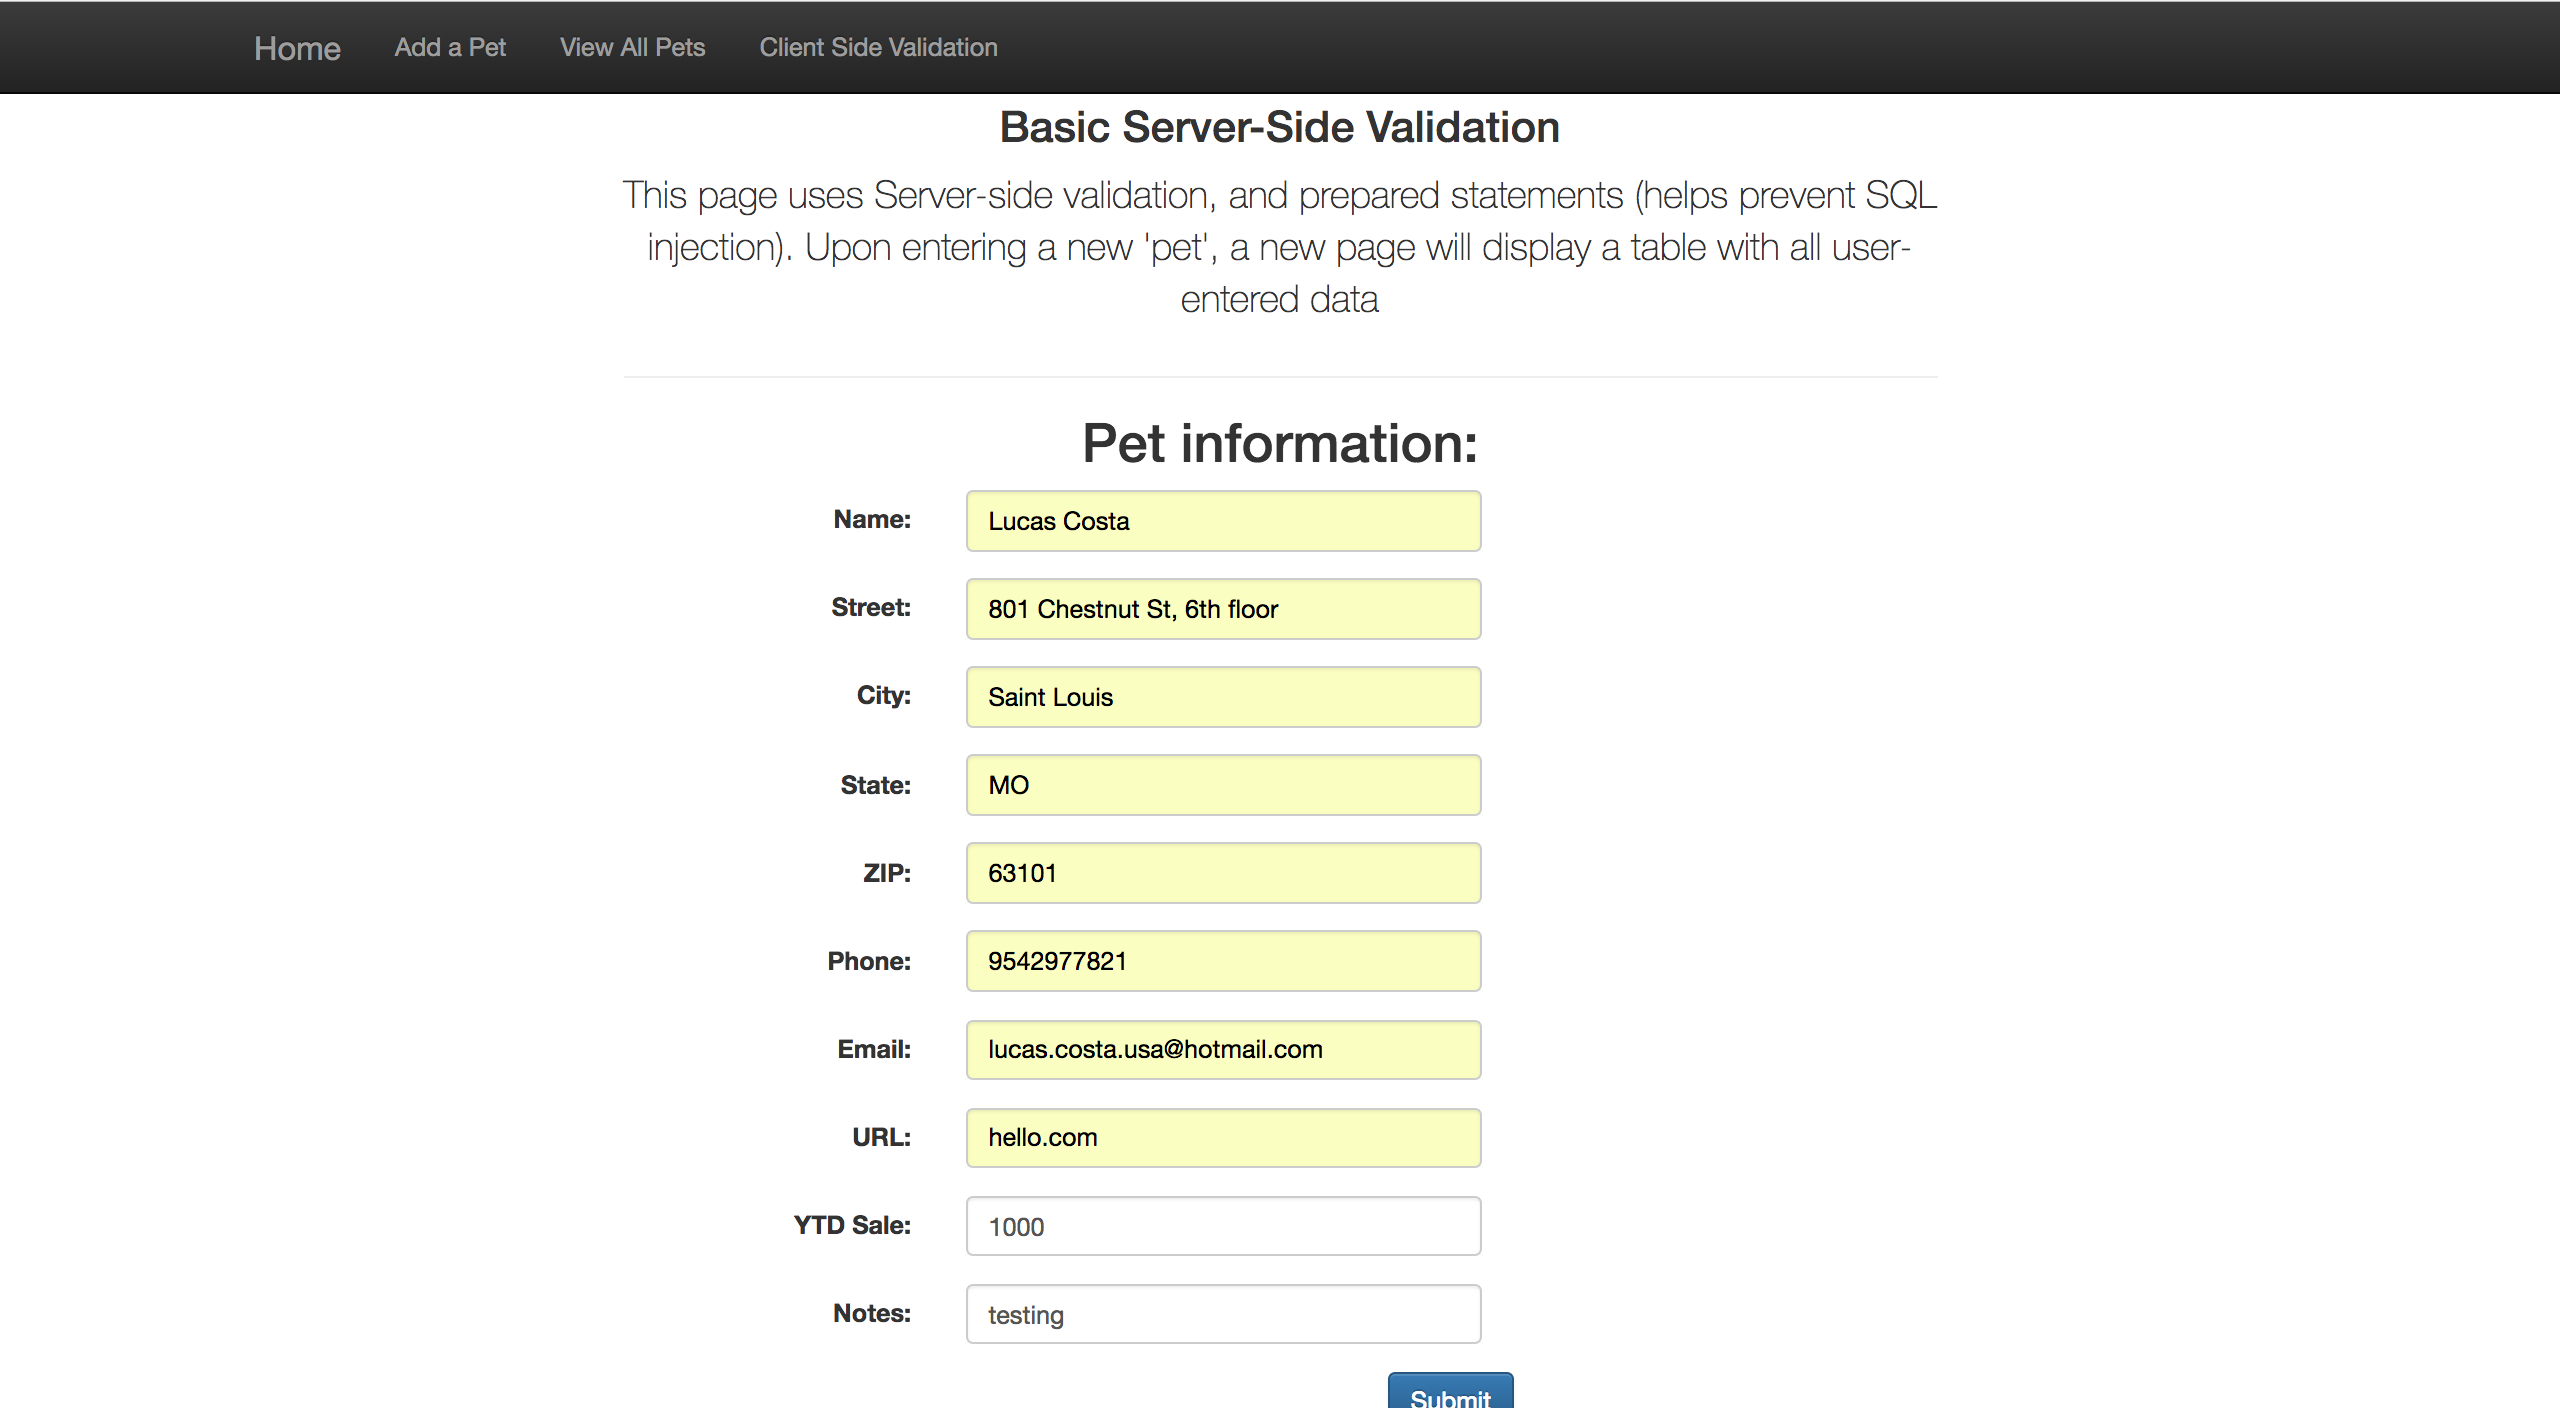 Home Add a Pet View All Pets Client Side Validation
Basic Server-Side Validation
This page uses Server-side validation, and prepared statements (helps prevent SQL
injection). Upon entering a new 'pet', a new page will display a table with all user-
entered data
Pet information:
Name: Lucas Costa
Street: 801 Chestnut St, 6th floor
City: Saint Louis
State: MO
ZIP: 63101
Phone: 9542977821
Email: lucas.costa.usa@hotmail.com
URL: hello.com
YTD Sale: 1000
Notes: testing
Submit